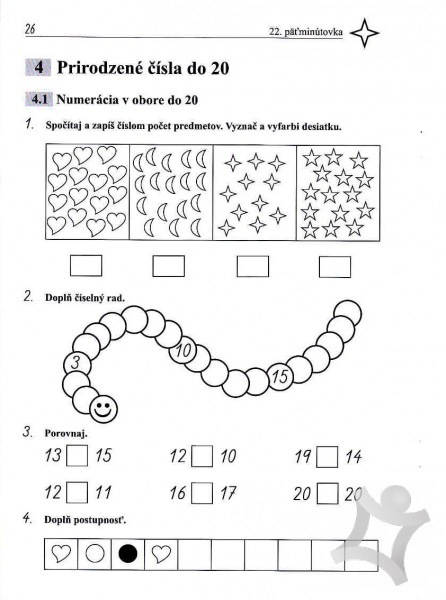 26 22. päťminútovka
4 Prirodzené čísla do 20
4.1 Numerácia v obore do 20
1. Spočítaj a zapíš číslom počet predmetov. Vyznač a vyfarbi desiatku.
2. Doplň číselný rad.
10
3
15
3. Porovnaj.
13 15 12 10 19 14
12 11 16 17 20 20
4. Doplň postupnosť.